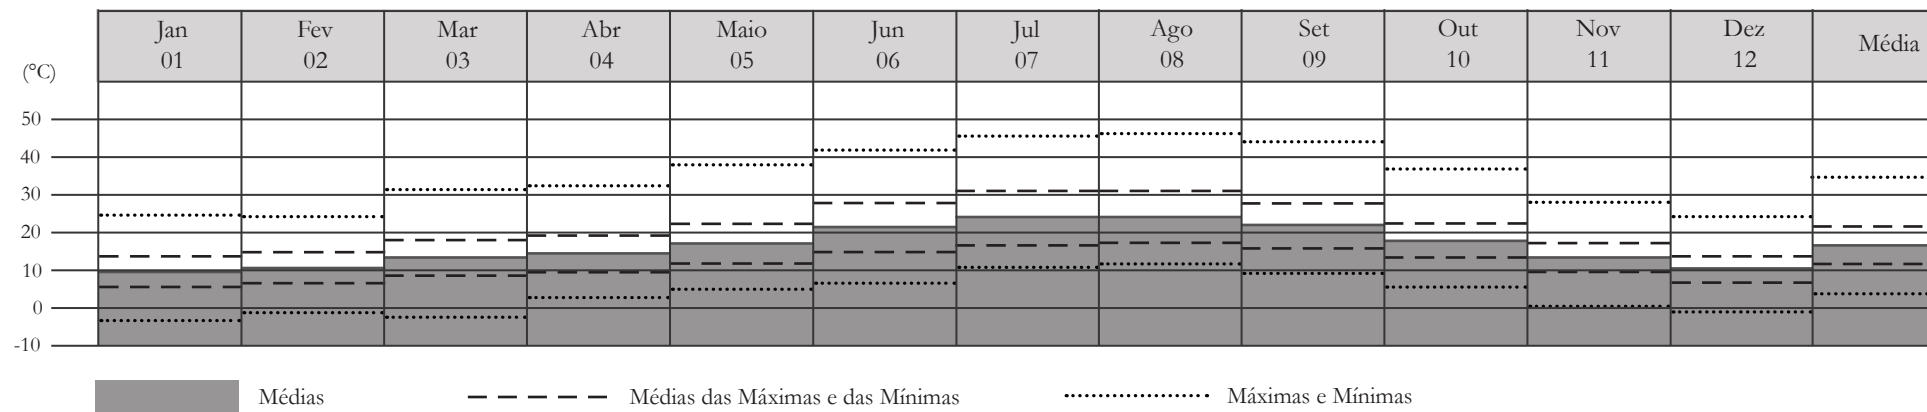 Jan Fev Mar Abr Maio Jun Jul Ago Set Out Nov Dez Média
01 02 03 04 05 06 07 08 09 10 11 12
(°C)
50
40
30
20
10
0
-10
Médias Médias das Máximas e das Mínimas Máximas e Mínimas